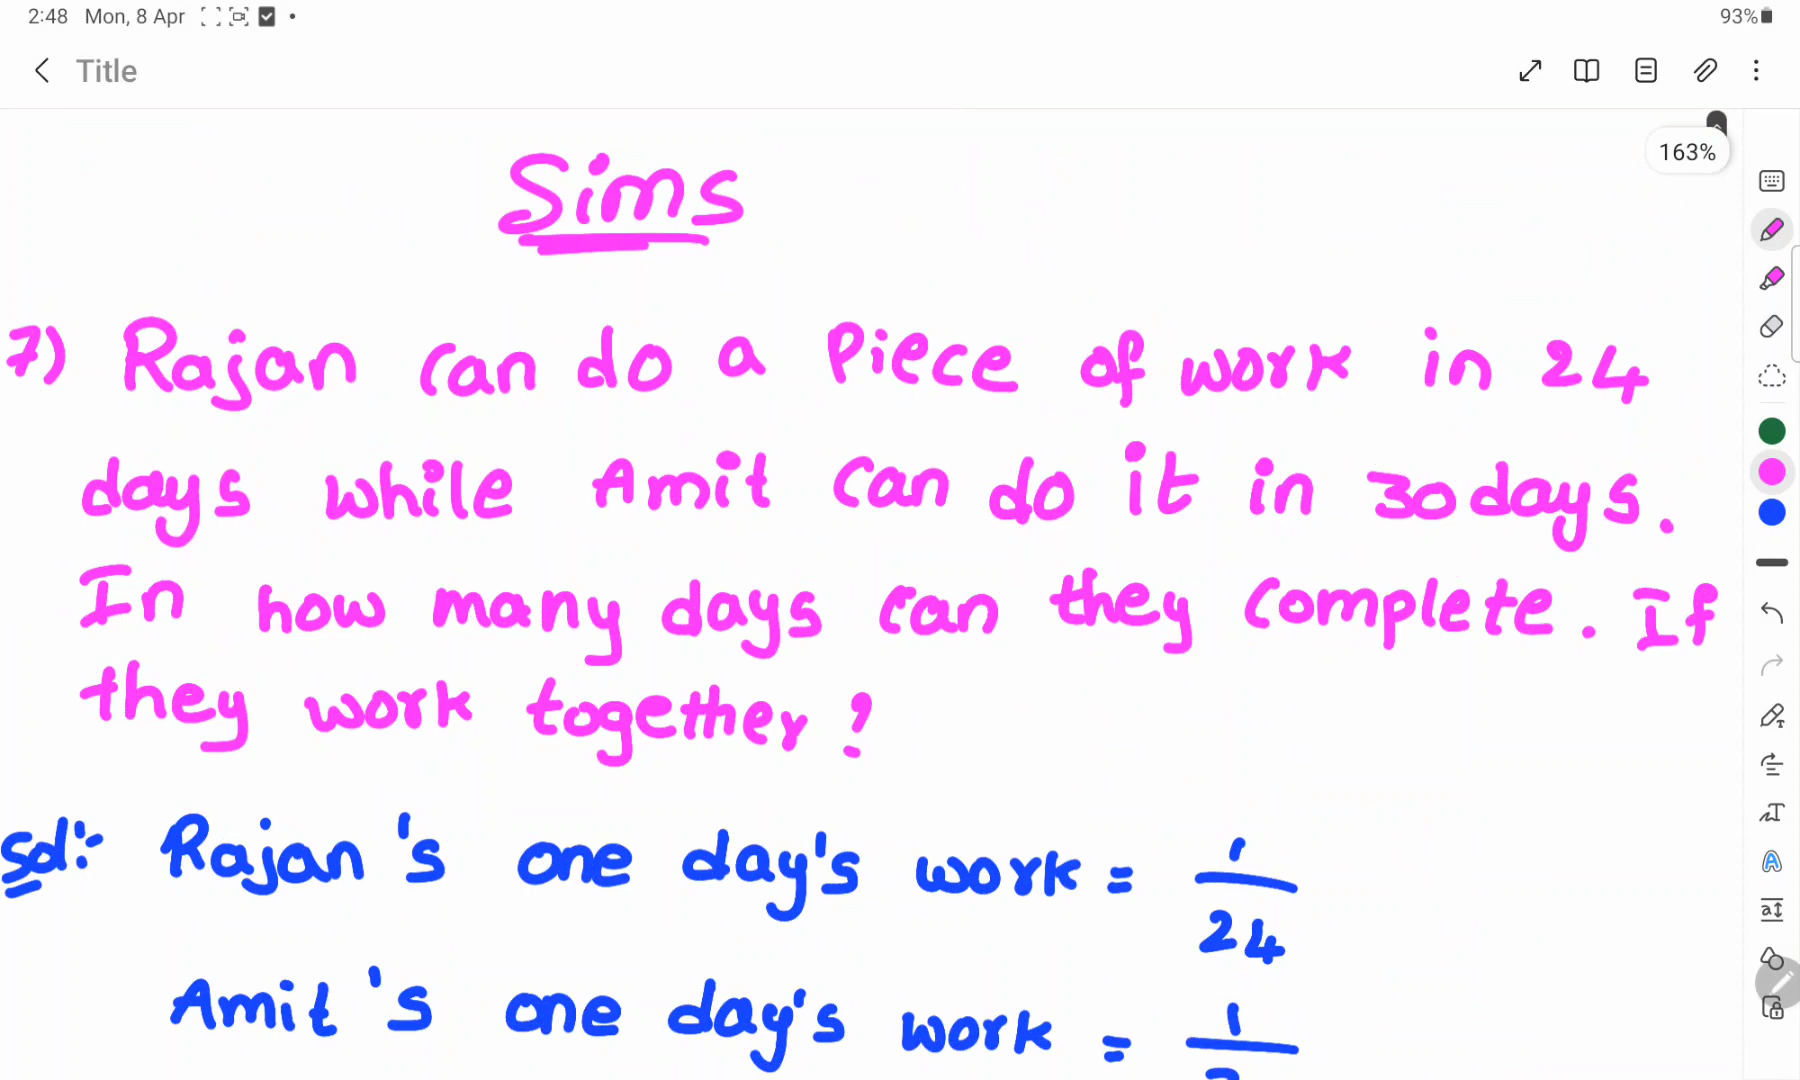 2:48 Mon, 8 Apr
93%
Title
163%
Sims
7) Rajan can do a Piece of work in 24
days while Amit can do it in 30 days.
In how many days can they complete. If
they work together?
Sol:- Rajan's one day's work = 1/24
Amit's one day's work = 1/